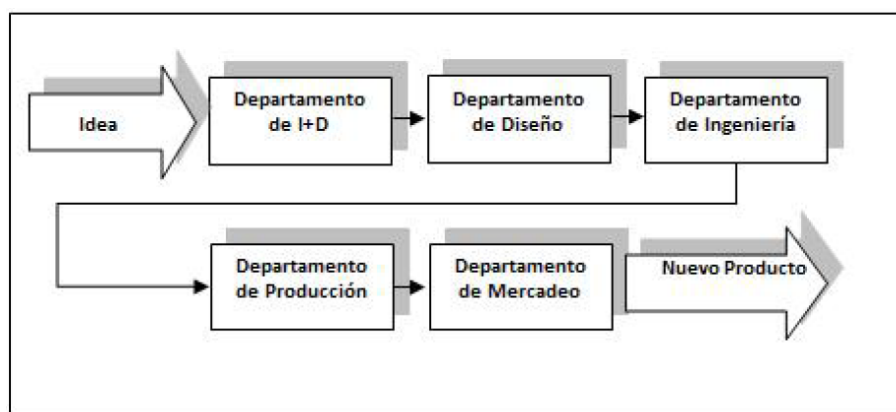 Idea
Departamento
de I+D
Departamento
de Diseño
Departamento
de Ingeniería
Departamento
de Producción
Departamento
de Mercadeo
Nuevo Producto